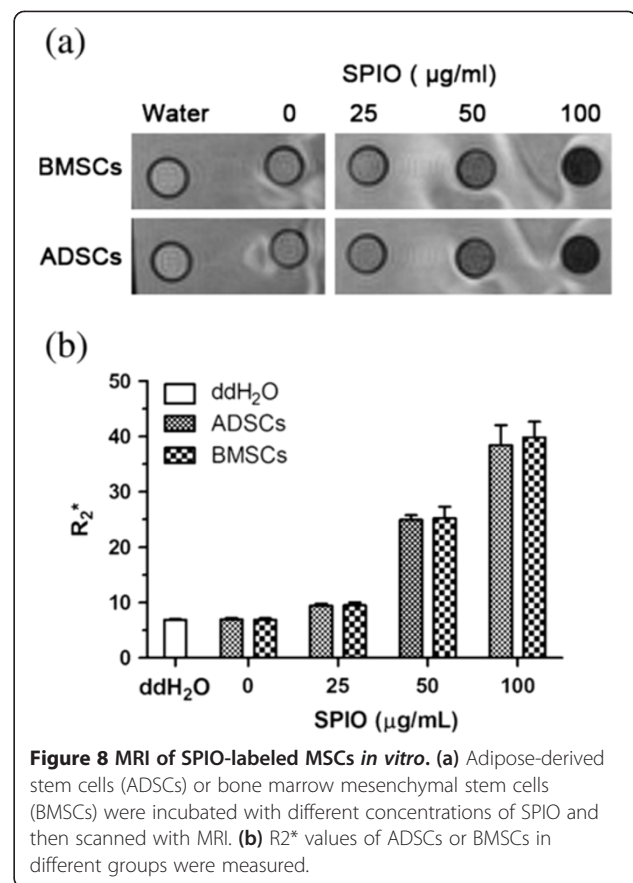 (a)
SPIO ( µg/ml)
Water 0 25 50 100
BMSCs
ADSCs
(b)
50
40
30
20
10
0
R₂*
ddH₂O
ADSCs
BMSCs
ddH₂O 0 25 50 100
SPIO (µg/mL)
Figure 8 MRI of SPIO-labeled MSCs in vitro. (a) Adipose-derived
stem cells (ADSCs) or bone marrow mesenchymal stem cells
(BMSCs) were incubated with different concentrations of SPIO and
then scanned with MRI. (b) R2* values of ADSCs or BMSCs in
different groups were measured.